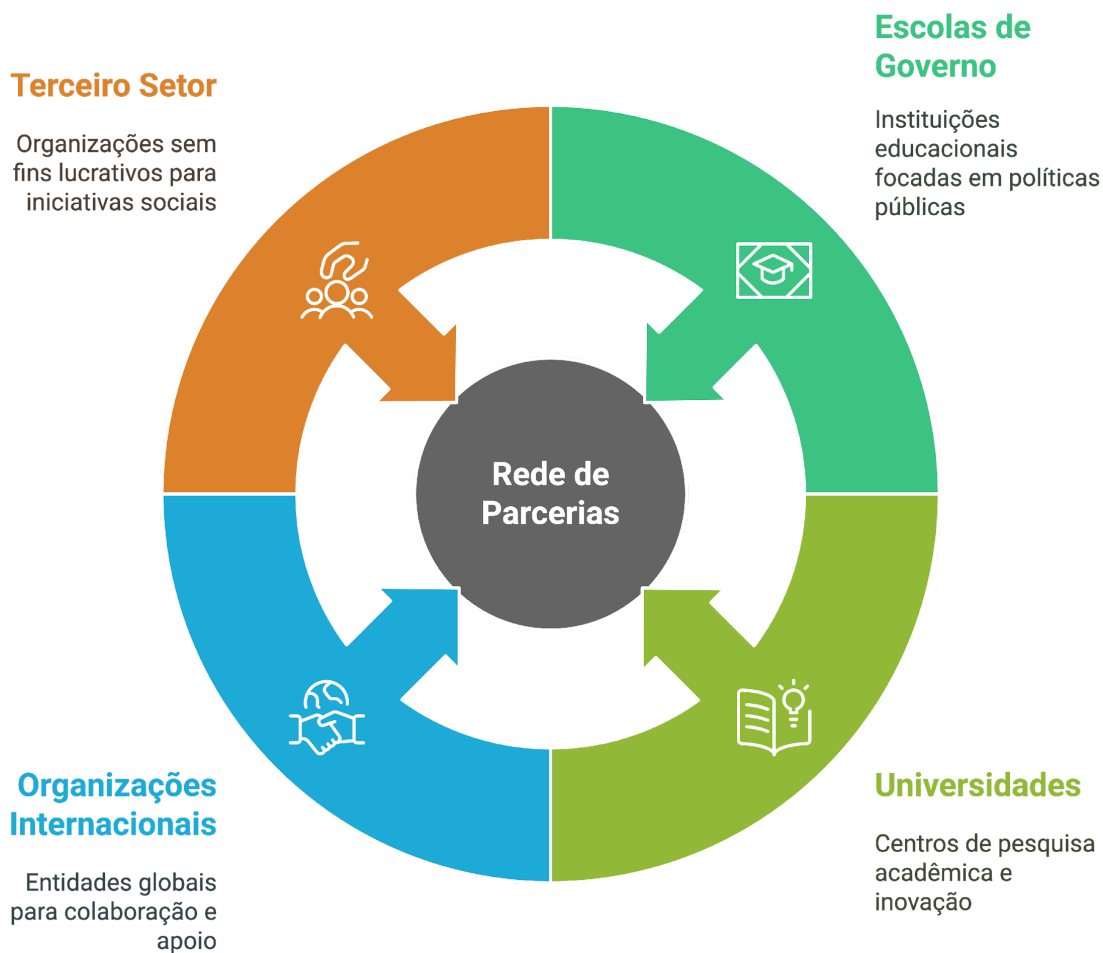 Terceiro Setor
Organizações sem
fins lucrativos para
iniciativas sociais
Escolas de
Governo
Instituições
educacionais
focadas em políticas
públicas
Rede de
Parcerias
Organizações
Internacionais
Entidades globais
para colaboração e
apoio
Universidades
Centros de pesquisa
acadêmica e
inovação